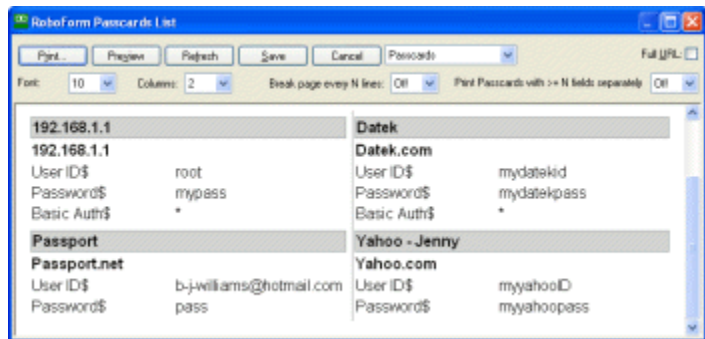 RoboForm Passcards List
Print... Preview Refresh Save Cancel Passcards Full URL:
Font: 10 Columns: 2 Break page every N lines: Off Print Passcards with >= N fields separately Off
192.168.1.1 Datek
192.168.1.1 Datek.com
User ID$ root User ID$ mydatekid
Password$ mypass Password$ mydatekpass
Basic Auth$ * Basic Auth$ *
Passport Yahoo - Jenny
Passport.net Yahoo.com
User ID$ b-j-williams@hotmail.com User ID$ myyahooID
Password$ pass Password$ myyahoopass